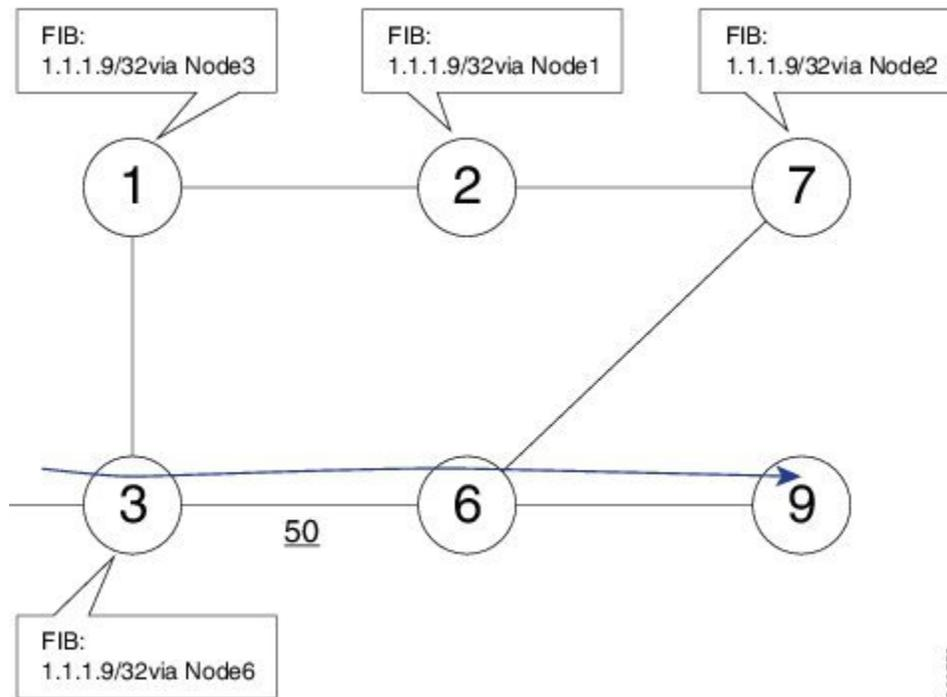 FIB:
1.1.1.9/32via Node3
FIB:
1.1.1.9/32via Node1
FIB:
1.1.1.9/32via Node2
1
2
7
3
6
9
50
FIB:
1.1.1.9/32via Node6